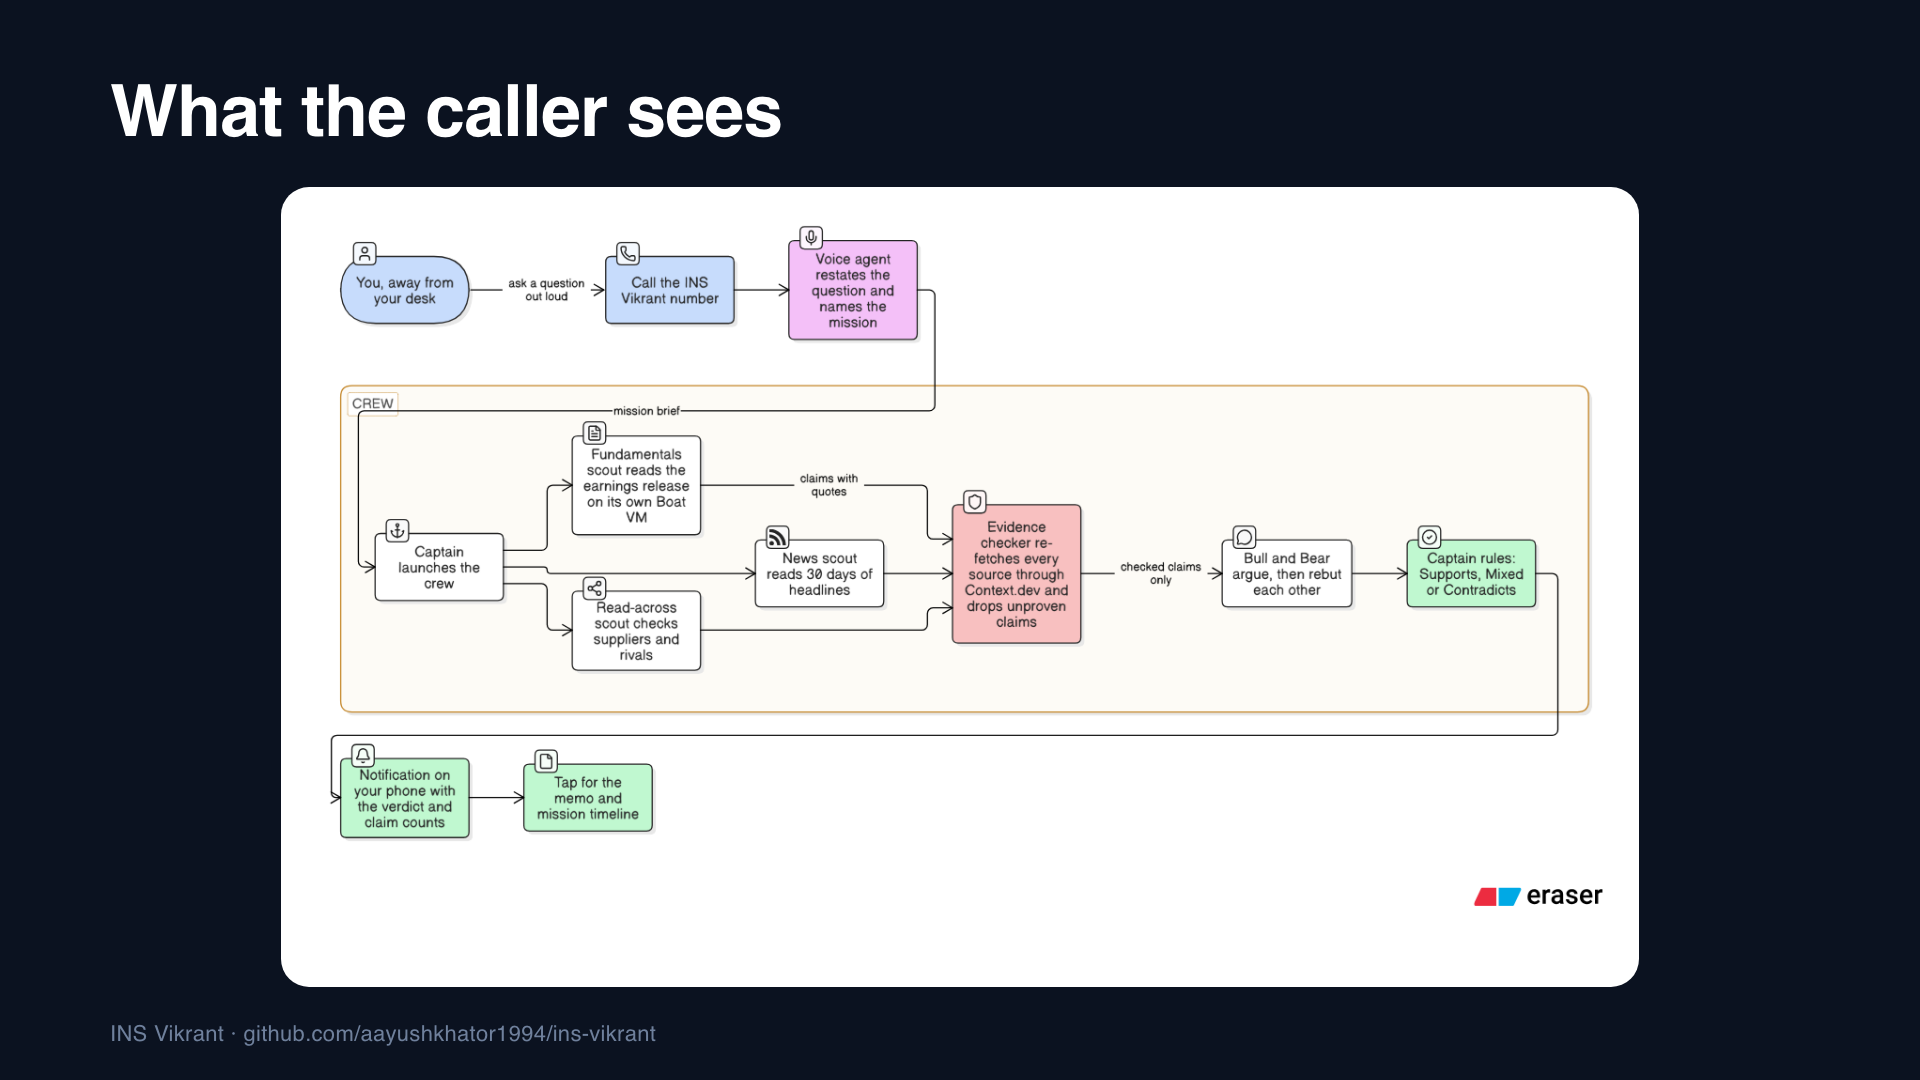 What the caller sees
You, away from
your desk
ask a question
out loud
Call the INS
Vikrant number
Voice agent
restates the
question and
names the
mission
CREW
mission brief
Captain
launches the
crew
Fundamentals
scout reads the
earnings release
on its own Boat
VM
claims with
quotes
News scout
reads 30 days of
headlines
Read-across
scout checks
suppliers and
rivals
Evidence
checker re-
fetches every
source through
Context.dev and
drops unproven
claims
checked claims
only
Bull and Bear
argue, then rebut
each other
Captain rules:
Supports, Mixed
or Contradicts
Notification on
your phone with
the verdict and
claim counts
Tap for the
memo and
mission timeline
eraser
INS Vikrant · github.com/aayushkhator1994/ins-vikrant